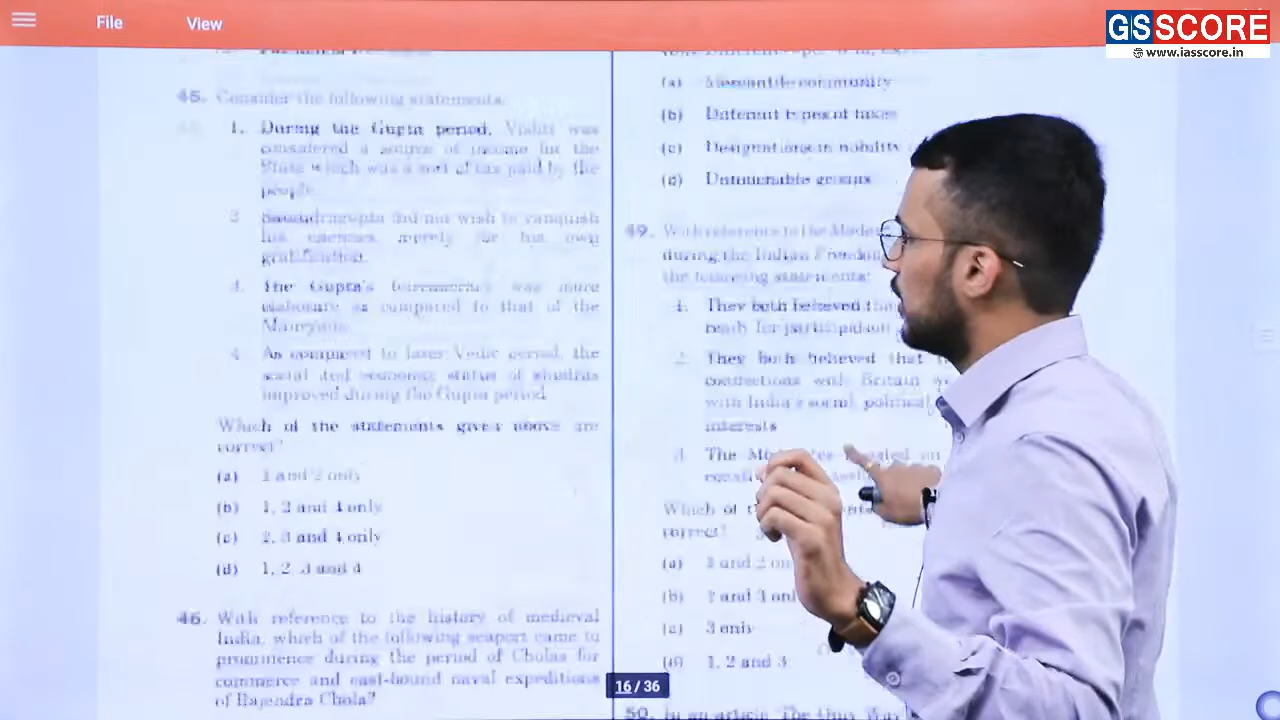 File View
GSSCORE
www.iasscore.in
45. Consider the following statements:
1. During the Gupta period, Vishti was
considered a source of income for the
State which was a sort of tax paid by the
people.
2. did not wish to vanquish
his enemies merely for his own
gratification.
3. The Gupta's bureaucracy was more
elaborate as compared to that of the
Mauryans.
4. As compared to later Vedic period, the
social and economic status of shudras
improved during the Gupta period.
Which of the statements given above are
correct?
(a) 1 and 2 only
(b) 1, 2 and 4 only
(c) 2, 3 and 4 only
(d) 1, 2, 3 and 4
46. With reference to the history of medieval
India, which of the following seaport came to
prominence during the period of Cholas for
commerce and east-bound naval expeditions
of Rajendra Chola?
(a) Mercantile community
(b) Different types of taxes
(c) Designations in nobility
(d) Untouchable groups
49. With reference to the
during the Indian
the following statements:
1. They both believed
ready for participation
2. They both believed that
connections with Britain
with India's social, political
interests
3. The
Which of
correct?
(a) 1 and 2
(b) 2 and 3
(c) 3 only
(d) 1, 2 and 3
50. In an article, The Only Way
16 / 36